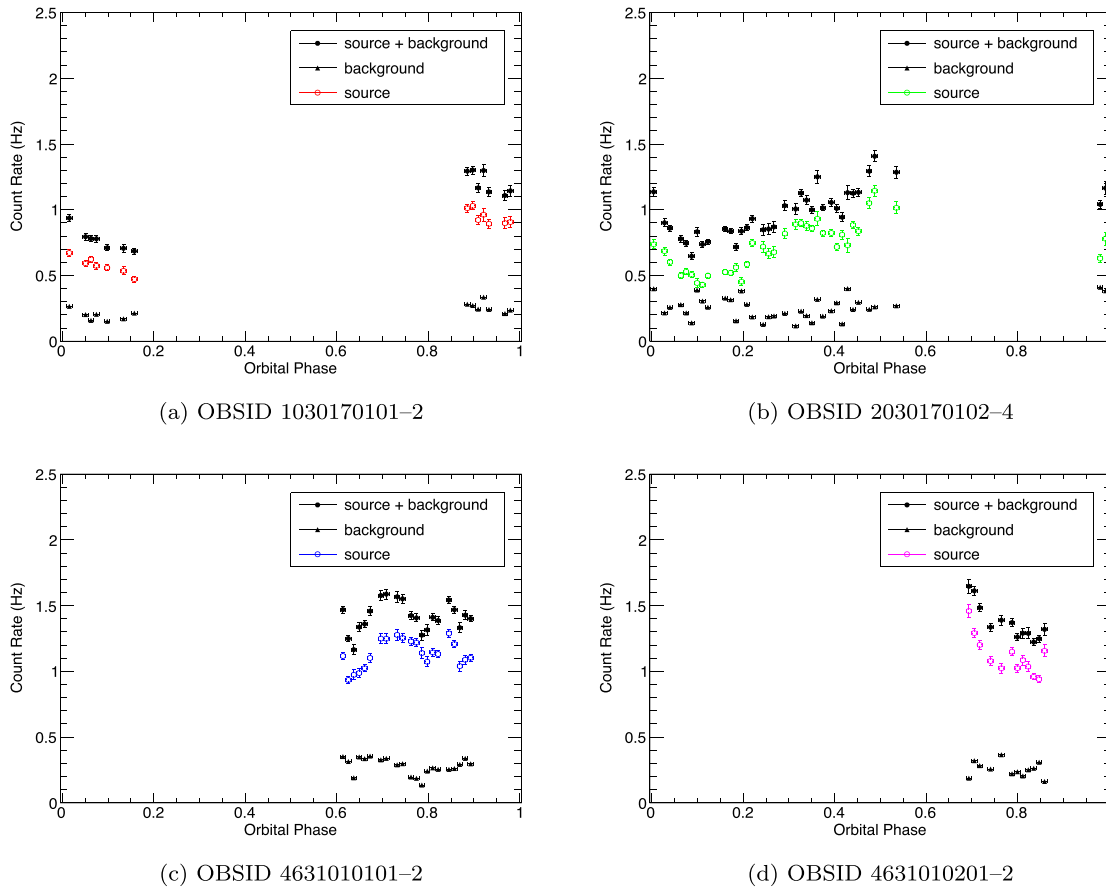 2.5
2
1.5
1
0.5
0
Count Rate (Hz)
source + background
background
source
0 0.2 0.4 0.6 0.8 1
Orbital Phase
(a) OBSID 1030170101–2
2.5
2
1.5
1
0.5
0
Count Rate (Hz)
source + background
background
source
0 0.2 0.4 0.6 0.8
Orbital Phase
(b) OBSID 2030170102–4
2.5
2
1.5
1
0.5
0
Count Rate (Hz)
source + background
background
source
0 0.2 0.4 0.6 0.8 1
Orbital Phase
(c) OBSID 4631010101–2
2.5
2
1.5
1
0.5
0
Count Rate (Hz)
source + background
background
source
0 0.2 0.4 0.6 0.8
Orbital Phase
(d) OBSID 4631010201–2